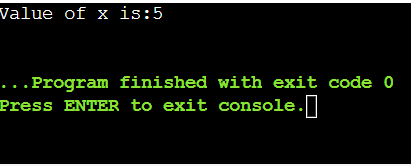 Value of x is:5
...Program finished with exit code 0
Press ENTER to exit console.